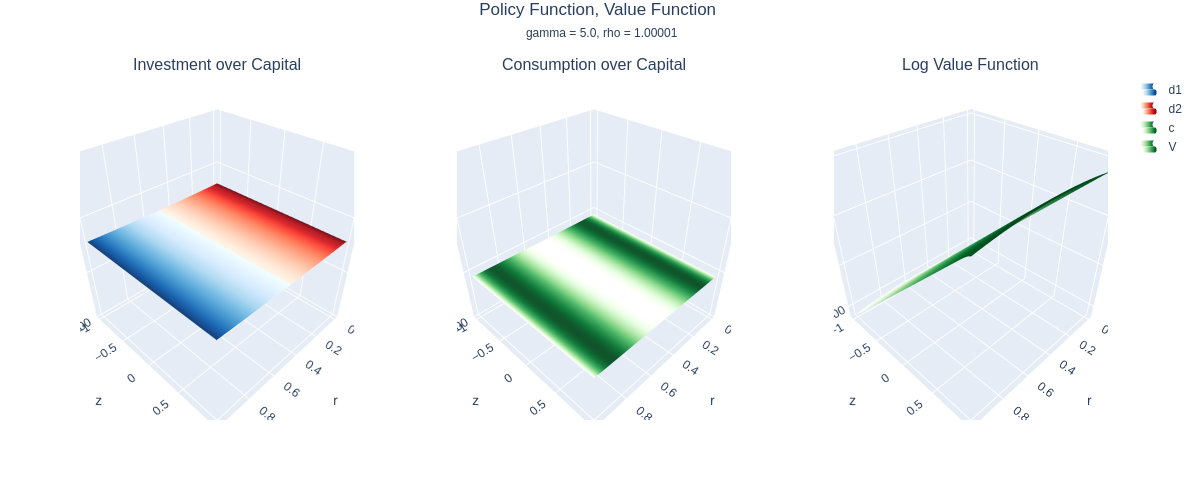 Policy Function, Value Function
gamma = 5.0, rho = 1.00001
Investment over Capital
Consumption over Capital
Log Value Function
d1
d2
c
V
−0.5
0
0.5
z
0.2
0.4
0.6
0.8
r
−0.5
0
0.5
z
0.2
0.4
0.6
0.8
r
−1
−0.5
0
0.5
z
0.2
0.4
0.6
0.8
r